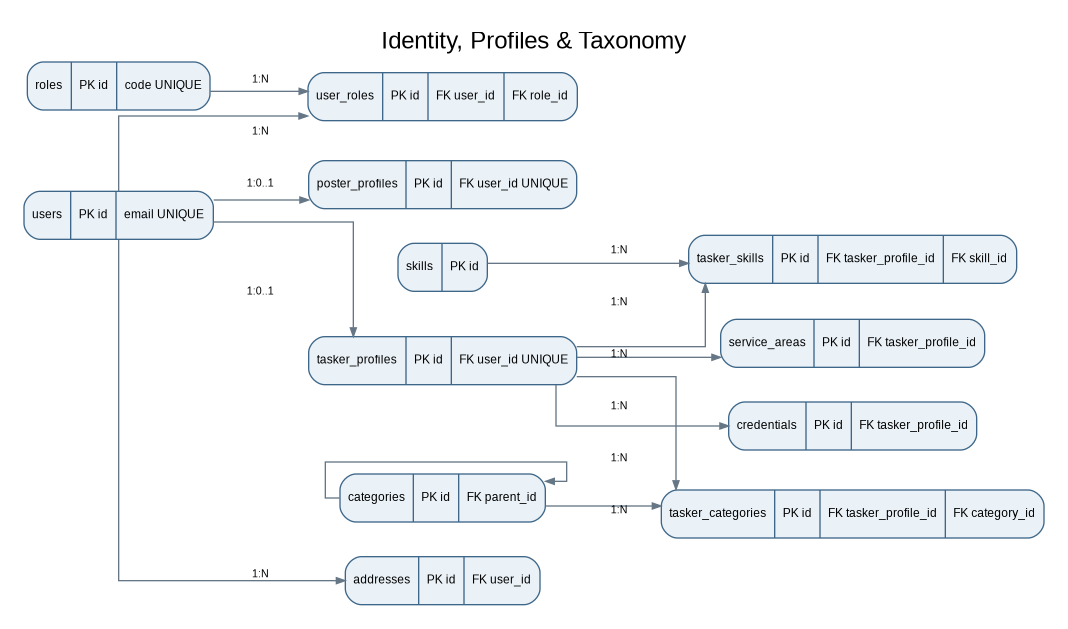 Identity, Profiles & Taxonomy
roles PK id code UNIQUE
1:N
user_roles PK id FK user_id FK role_id
1:N
users PK id email UNIQUE
1:0..1
poster_profiles PK id FK user_id UNIQUE
1:0..1
skills PK id
1:N
tasker_skills PK id FK tasker_profile_id FK skill_id
1:N
tasker_profiles PK id FK user_id UNIQUE
1:N
service_areas PK id FK tasker_profile_id
1:N
credentials PK id FK tasker_profile_id
1:N
categories PK id FK parent_id
1:N
tasker_categories PK id FK tasker_profile_id FK category_id
1:N
addresses PK id FK user_id